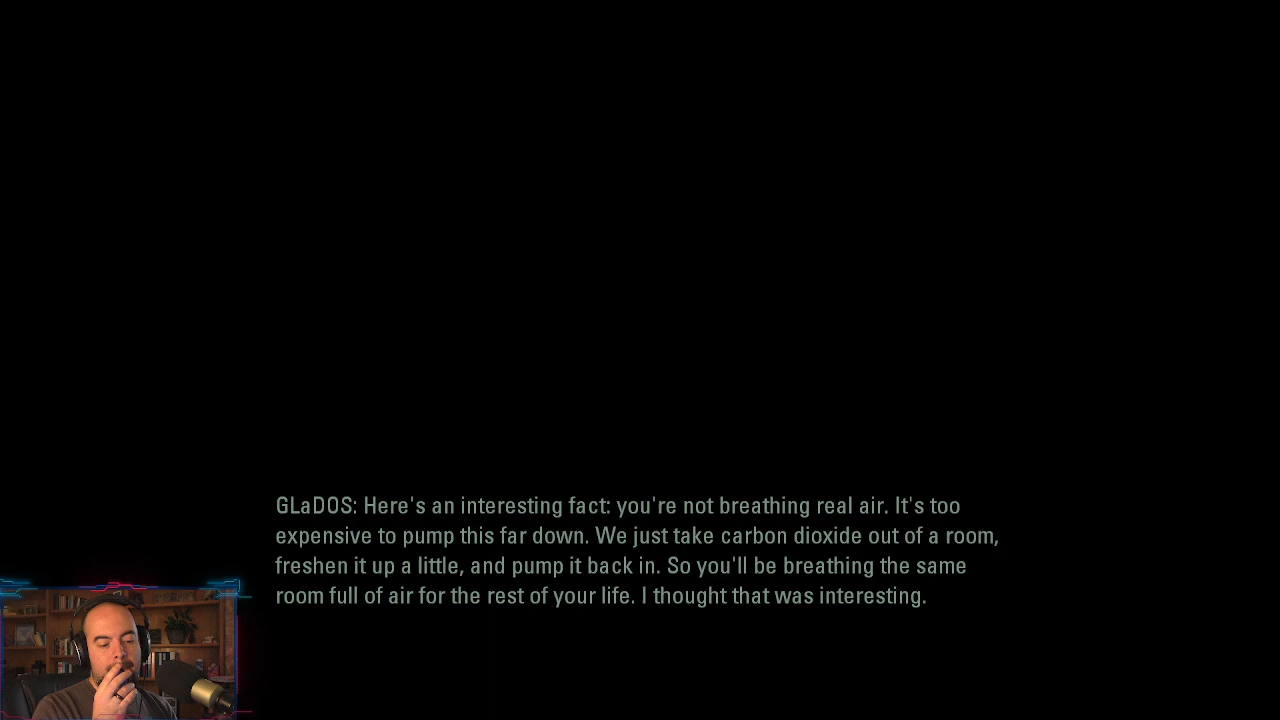 GLaDOS: Here's an interesting fact: you're not breathing real air. It's too
expensive to pump this far down. We just take carbon dioxide out of a room,
freshen it up a little, and pump it back in. So you'll be breathing the same
room full of air for the rest of your life. I thought that was interesting.